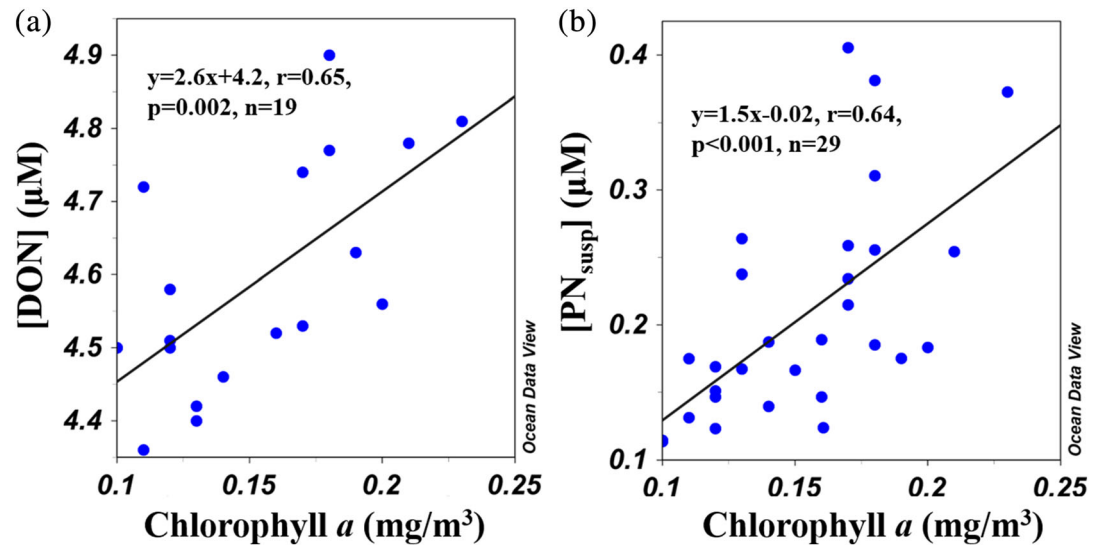 (a)
[DON] (µM)
4.9
4.8
4.7
4.6
4.5
4.4
y=2.6x+4.2, r=0.65,
p=0.002, n=19
Ocean Data View
0.1 0.15 0.2 0.25
Chlorophyll a (mg/m³)
(b)
[PNsusp] (µM)
0.4
0.3
0.2
0.1
y=1.5x-0.02, r=0.64,
p<0.001, n=29
Ocean Data View
0.1 0.15 0.2 0.25
Chlorophyll a (mg/m³)